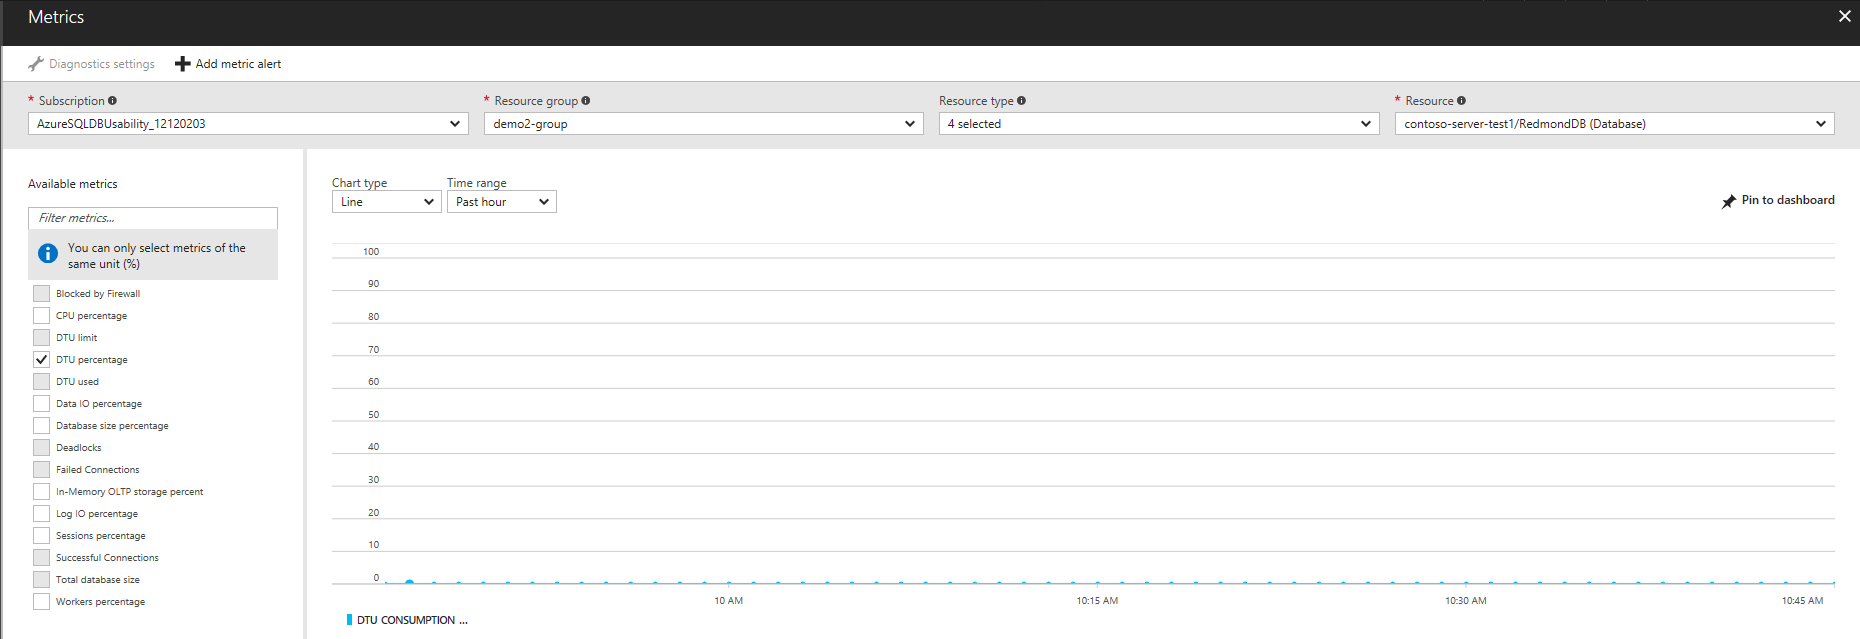 Metrics
Diagnostics settings Add metric alert
* Subscription * Resource group Resource type * Resource
AzureSQLDBUsability_12120203 demo2-group 4 selected contoso-server-test1/RedmondDB (Database)
Available metrics
Filter metrics...
You can only select metrics of the
same unit (%)
Blocked by Firewall
CPU percentage
DTU limit
DTU percentage
DTU used
Data IO percentage
Database size percentage
Deadlocks
Failed Connections
In-Memory OLTP storage percent
Log IO percentage
Sessions percentage
Successful Connections
Total database size
Workers percentage
Chart type Time range
Line Past hour
Pin to dashboard
100
90
80
70
60
50
40
30
20
10
0
10 AM 10:15 AM 10:30 AM 10:45 AM
DTU CONSUMPTION ...